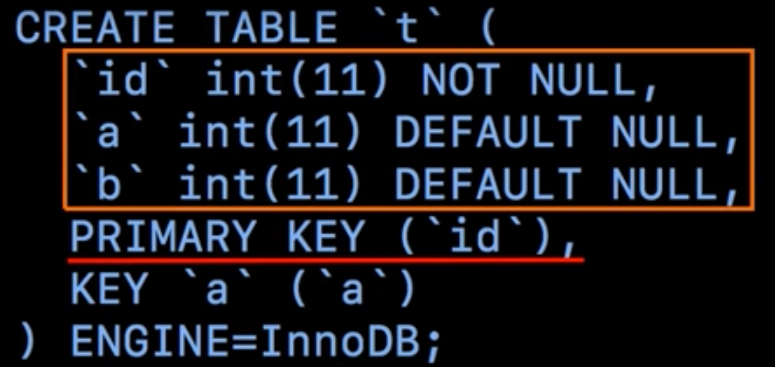 CREATE TABLE `t` (
`id` int(11) NOT NULL,
`a` int(11) DEFAULT NULL,
`b` int(11) DEFAULT NULL,
PRIMARY KEY (`id`),
KEY `a` (`a`)
) ENGINE=InnoDB;